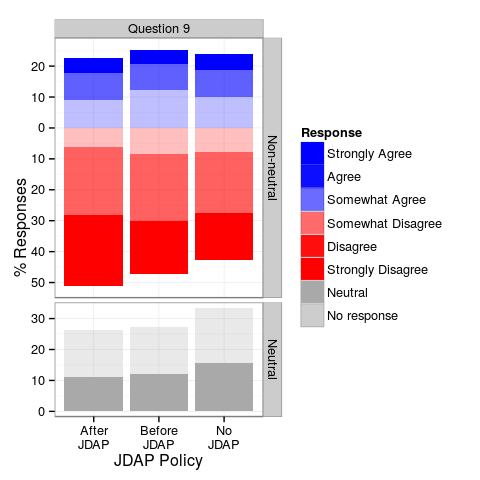 Question 9
20
10
0
10
20
30
40
50
Non-neutral
30
20
10
0
Neutral
% Responses
After JDAP
Before JDAP
No JDAP
JDAP Policy
Response
Strongly Agree
Agree
Somewhat Agree
Somewhat Disagree
Disagree
Strongly Disagree
Neutral
No response